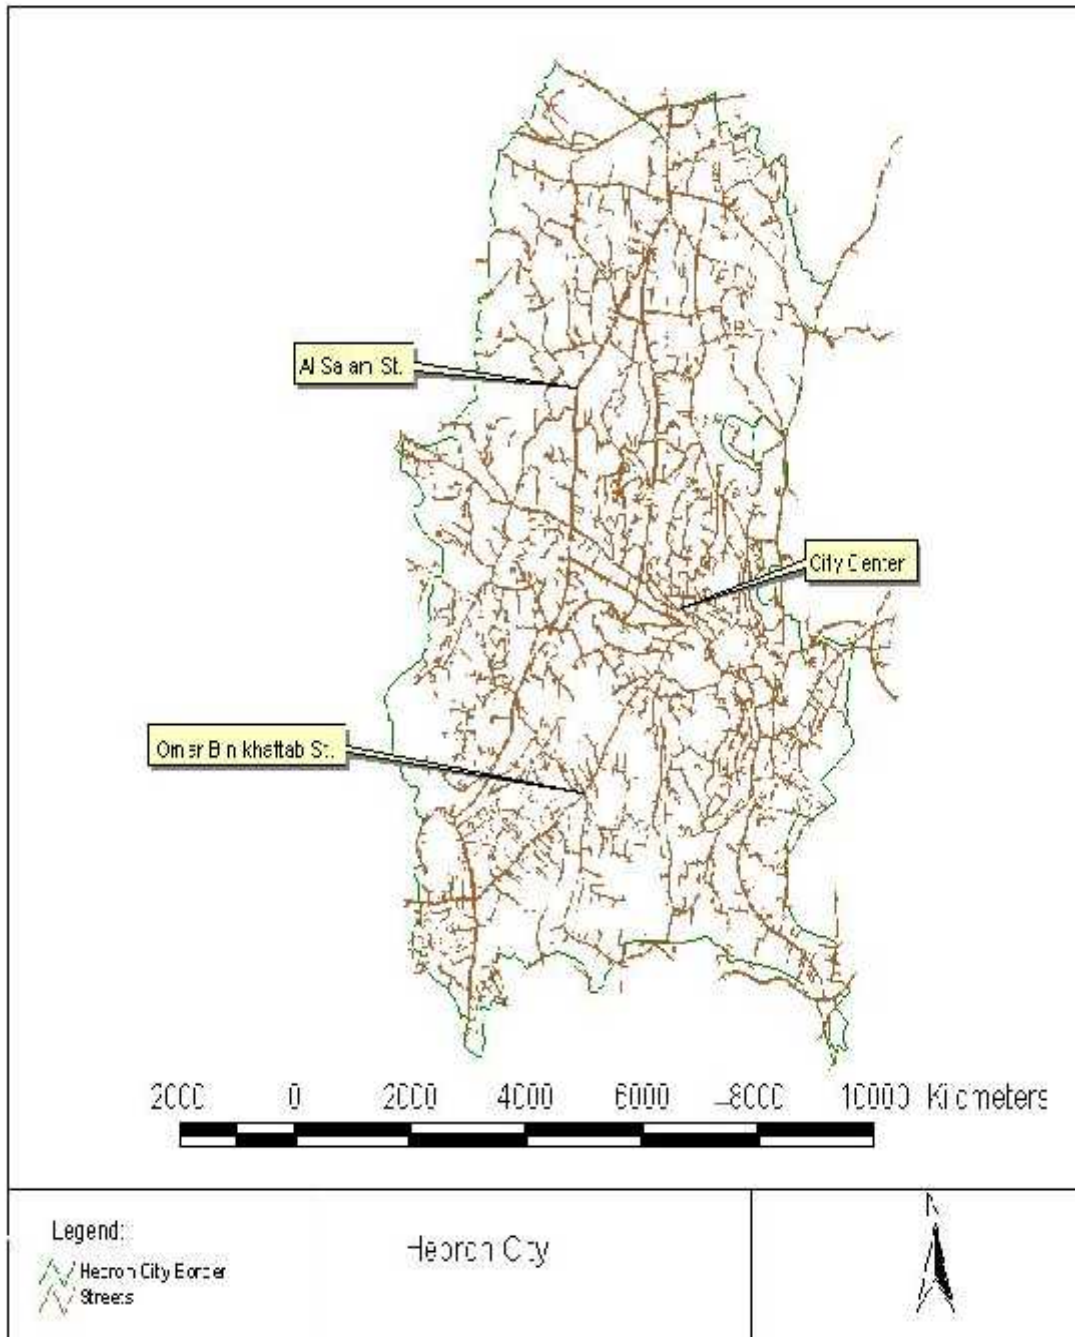 Al Salam St.
City Center
Omar Bin khattab St.
2000 0 2000 4000 6000 8000 10000 Kilometers
N
Legend:
Hebron City Border
Streets
Hebron City